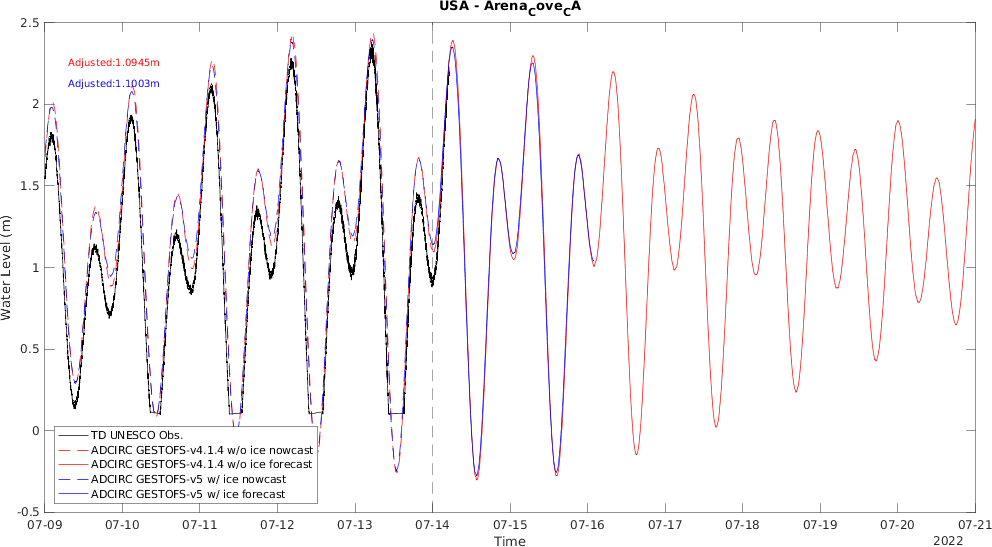 USA - ArenaCoveCA
2.5
Adjusted:1.0945m
Adjusted:1.1003m
2
1.5
1
0.5
0
-0.5
Water Level (m)
TD UNESCO Obs.
ADCIRC GESTOFS-v4.1.4 w/o ice nowcast
ADCIRC GESTOFS-v4.1.4 w/o ice forecast
ADCIRC GESTOFS-v5 w/ ice nowcast
ADCIRC GESTOFS-v5 w/ ice forecast
07-09 07-10 07-11 07-12 07-13 07-14 07-15 07-16 07-17 07-18 07-19 07-20 07-21
Time
2022